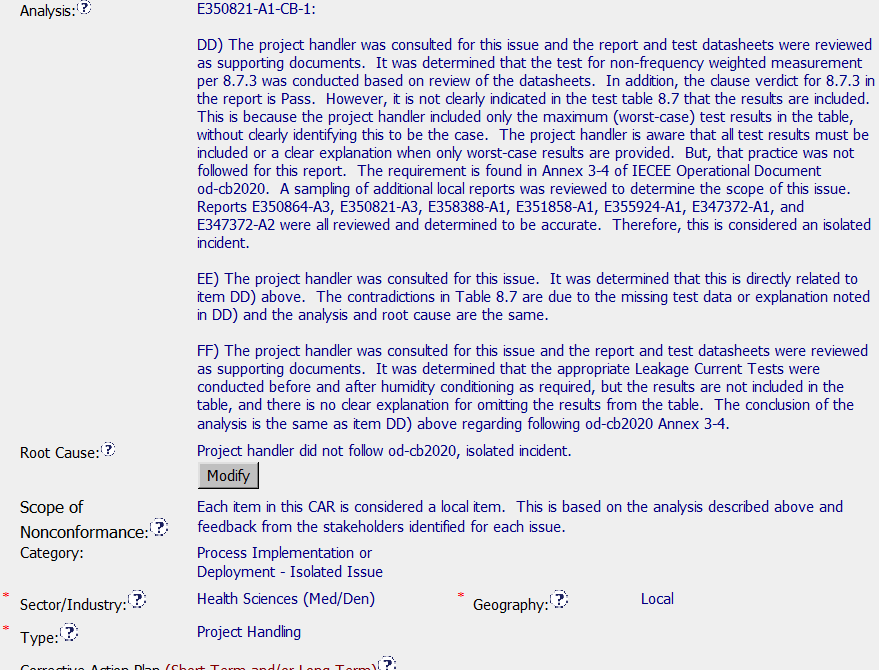 Analysis:? E350821-A1-CB-1:
DD) The project handler was consulted for this issue and the report and test datasheets were reviewed
as supporting documents.  It was determined that the test for non-frequency weighted measurement
per 8.7.3 was conducted based on review of the datasheets.  In addition, the clause verdict for 8.7.3 in
the report is Pass.  However, it is not clearly indicated in the test table 8.7 that the results are included.
This is because the project handler included only the maximum (worst-case) test results in the table,
without clearly identifying this to be the case.  The project handler is aware that all test results must be
included or a clear explanation when only worst-case results are provided.  But, that practice was not
followed for this report.  The requirement is found in Annex 3-4 of IECEE Operational Document
od-cb2020.  A sampling of additional local reports was reviewed to determine the scope of this issue.
Reports E350864-A3, E350821-A3, E358388-A1, E351858-A1, E355924-A1, E347372-A1, and
E347372-A2 were all reviewed and determined to be accurate.  Therefore, this is considered an isolated
incident.
EE) The project handler was consulted for this issue.  It was determined that this is directly related to
item DD) above.  The contradictions in Table 8.7 are due to the missing test data or explanation noted
in DD) and the analysis and root cause are the same.
FF) The project handler was consulted for this issue and the report and test datasheets were reviewed
as supporting documents.  It was determined that the appropriate Leakage Current Tests were
conducted before and after humidity conditioning as required, but the results are not included in the
table, and there is no clear explanation for omitting the results from the table.  The conclusion of the
analysis is the same as item DD) above regarding following od-cb2020 Annex 3-4.
Root Cause:? Project handler did not follow od-cb2020, isolated incident.
Modify
Scope of Each item in this CAR is considered a local item.  This is based on the analysis described above and
Nonconformance:? feedback from the stakeholders identified for each issue.
Category: Process Implementation or
Deployment - Isolated Issue
* Sector/Industry:? Health Sciences (Med/Den) * Geography:? Local
* Type:? Project Handling
Corrective Action Plan (Short Term and/or Long Term)?